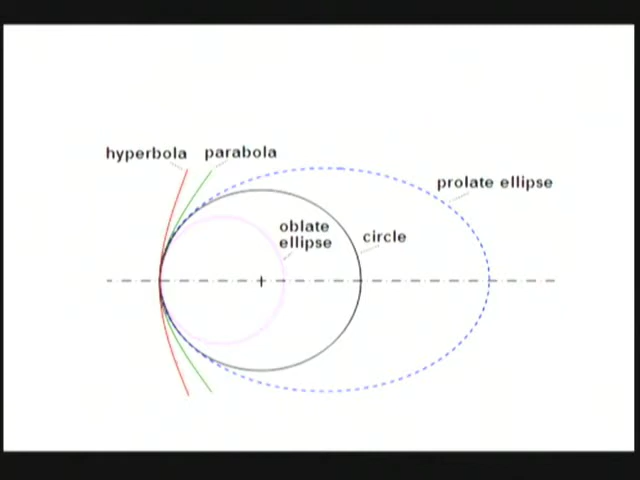 hyperbola parabola
prolate ellipse
oblate
ellipse
circle